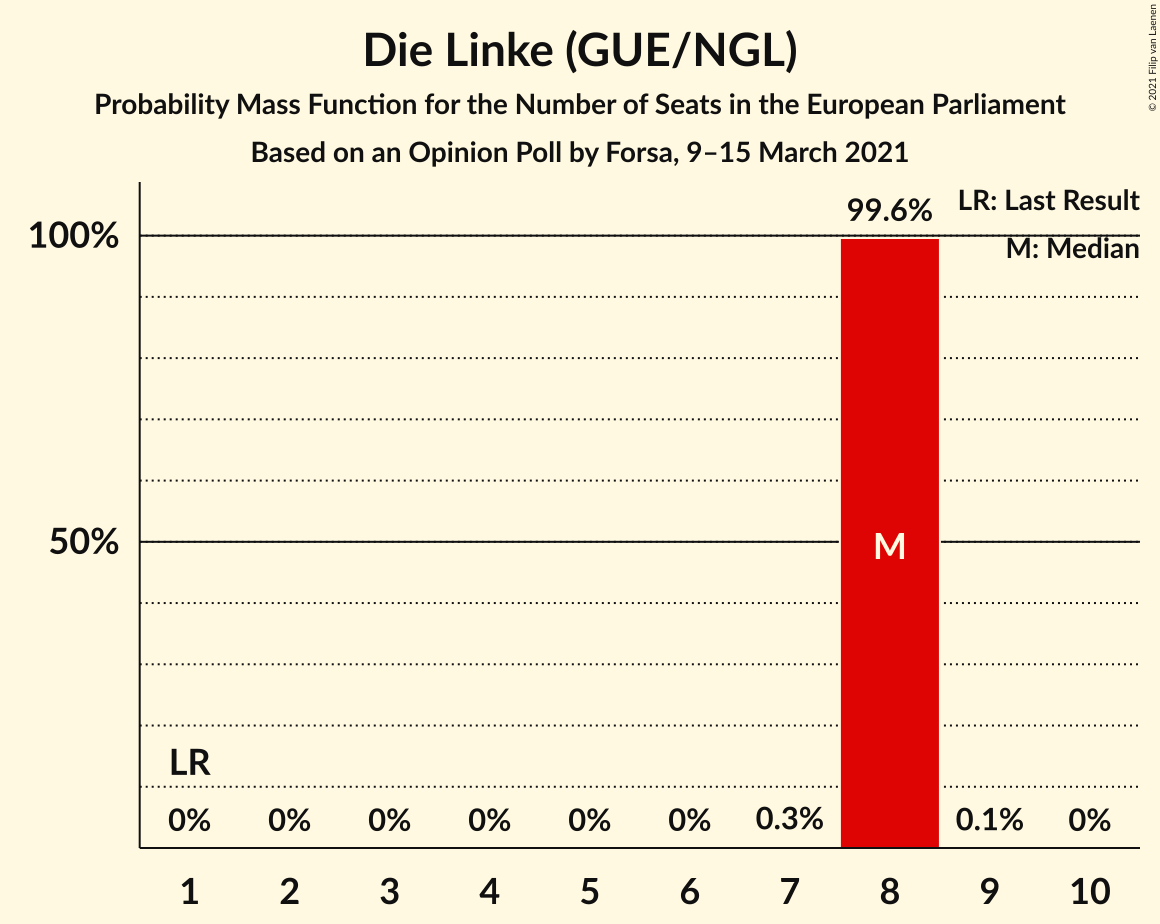 Die Linke (GUE/NGL)
Probability Mass Function for the Number of Seats in the European Parliament
Based on an Opinion Poll by Forsa, 9–15 March 2021
© 2021 Filip van Laenen
LR: Last Result
M: Median
99.6%
100%
50%
M
LR
0% 0% 0% 0% 0% 0% 0.3% 0.1% 0%
1 2 3 4 5 6 7 8 9 10